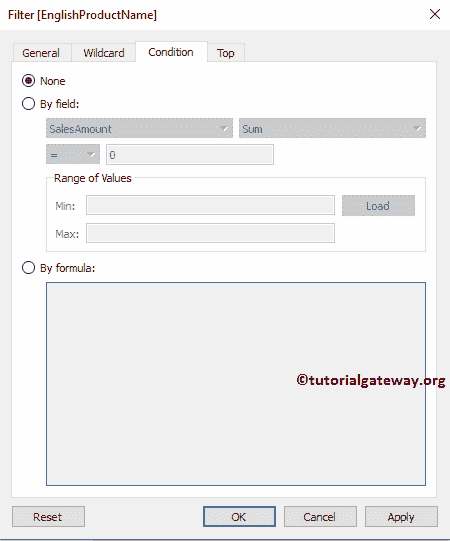 Filter [EnglishProductName]
General Wildcard Condition Top
None
By field:
SalesAmount Sum
= 0
Range of Values
Min: Load
Max:
By formula:
©tutorialgateway.org
Reset OK Cancel Apply